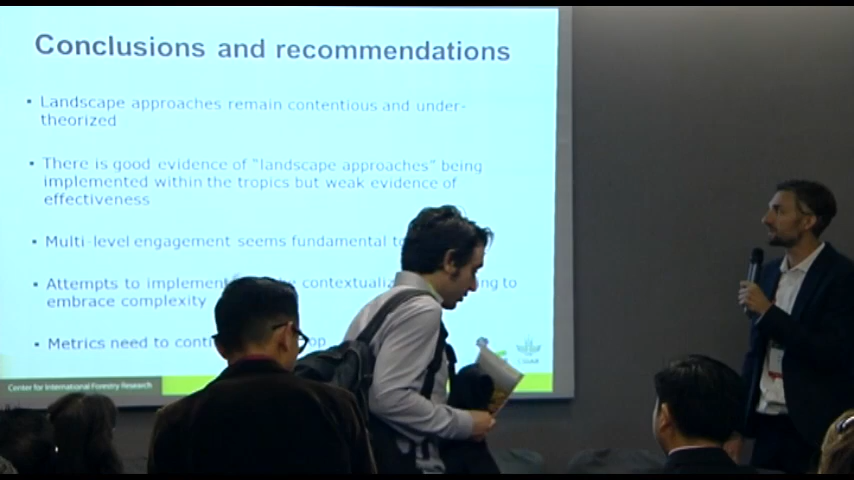 Conclusions and recommendations
▪ Landscape approaches remain contentious and under-
theorized
▪ There is good evidence of "landscape approaches" being
implemented within the tropics but weak evidence of
effectiveness
▪ Multi-level engagement seems fundamental
▪ Attempts to implement
to
embrace complexity
▪ Metrics need to
Center for International Forestry Research
CGIAR